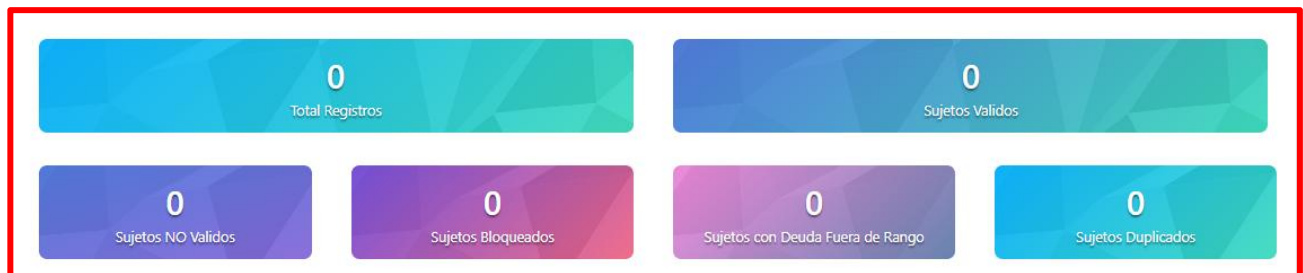 0
Total Registros
0
Sujetos Validos
0
Sujetos NO Validos
0
Sujetos Bloqueados
0
Sujetos con Deuda Fuera de Rango
0
Sujetos Duplicados